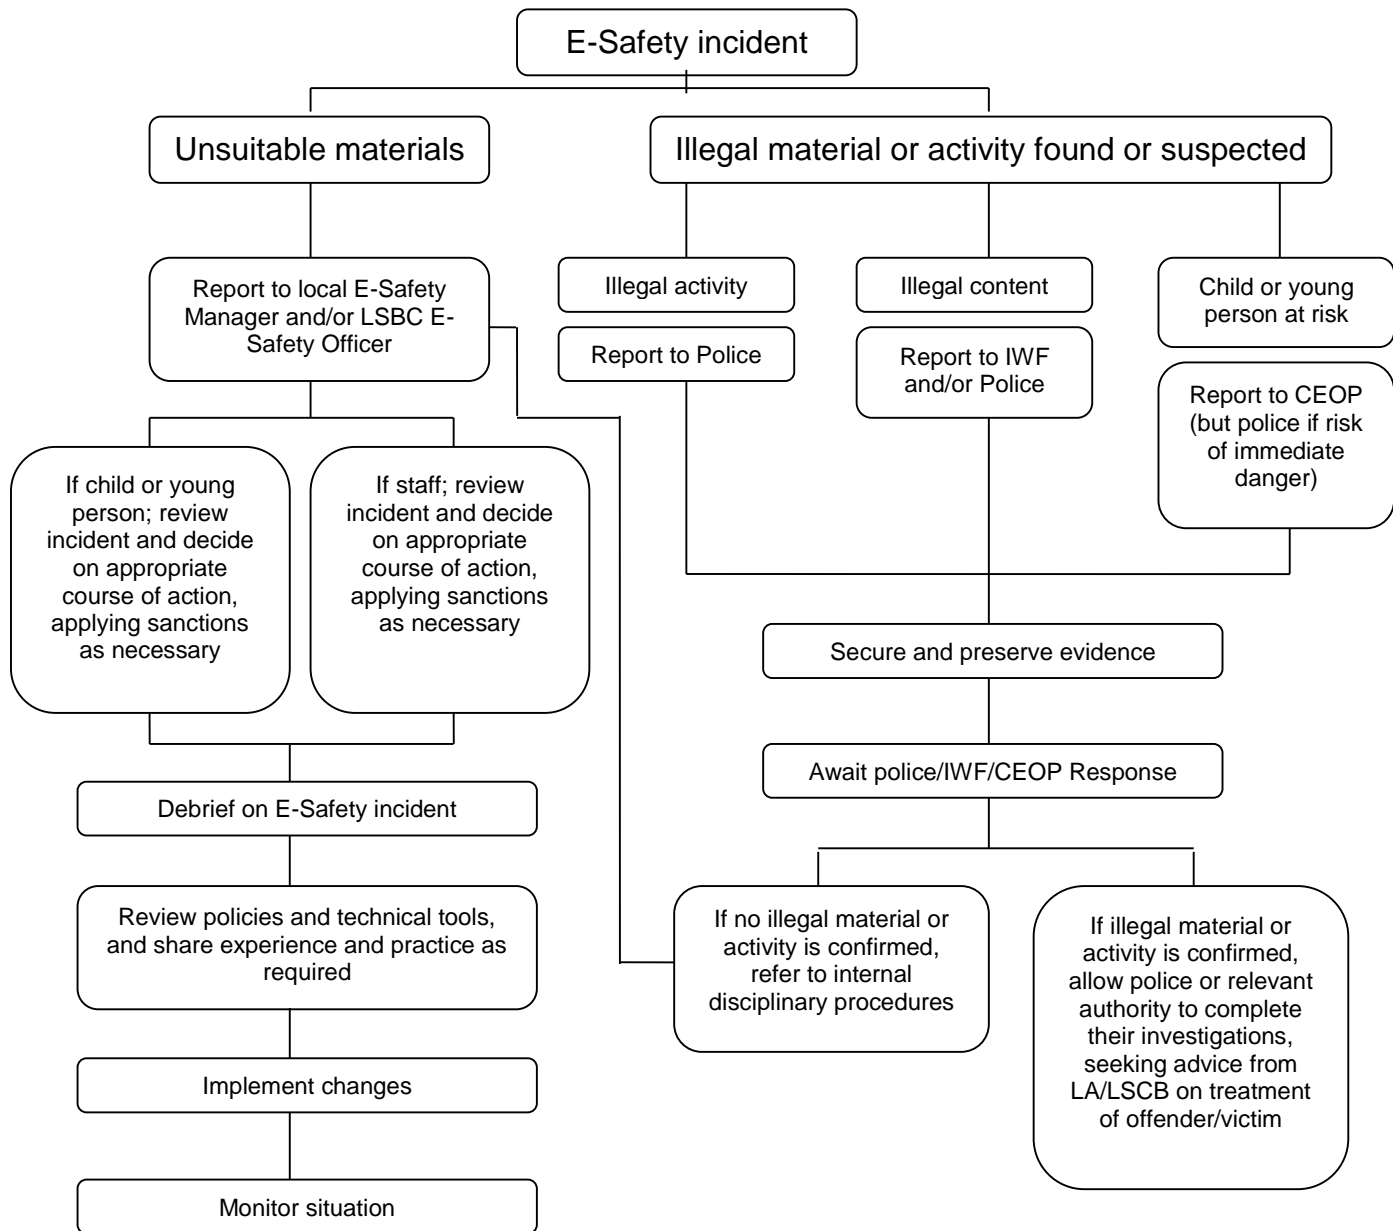 E-Safety incident
Unsuitable materials
Illegal material or activity found or suspected
Report to local E-Safety
Manager and/or LSBC E-
Safety Officer
Illegal activity
Report to Police
Illegal content
Report to IWF
and/or Police
Child or young
person at risk
Report to CEOP
(but police if risk
of immediate
danger)
If child or young
person; review
incident and decide
on appropriate
course of action,
applying sanctions
as necessary
If staff; review
incident and decide
on appropriate
course of action,
applying sanctions
as necessary
Secure and preserve evidence
Await police/IWF/CEOP Response
Debrief on E-Safety incident
Review policies and technical tools,
and share experience and practice as
required
If no illegal material or
activity is confirmed,
refer to internal
disciplinary procedures
If illegal material or
activity is confirmed,
allow police or relevant
authority to complete
their investigations,
seeking advice from
LA/LSCB on treatment
of offender/victim
Implement changes
Monitor situation